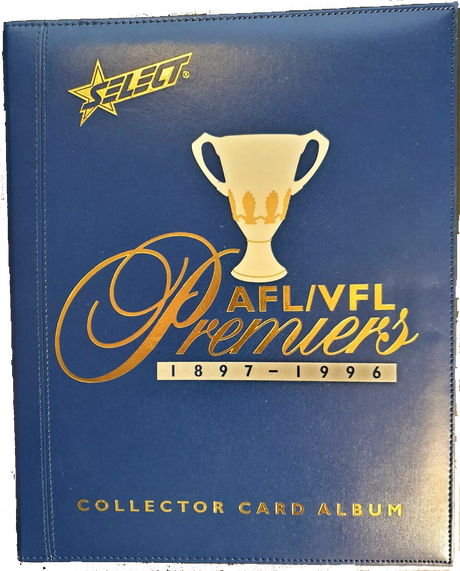 SELECT®
AFL/VFL
Premiers
1897-1996
COLLECTOR CARD ALBUM